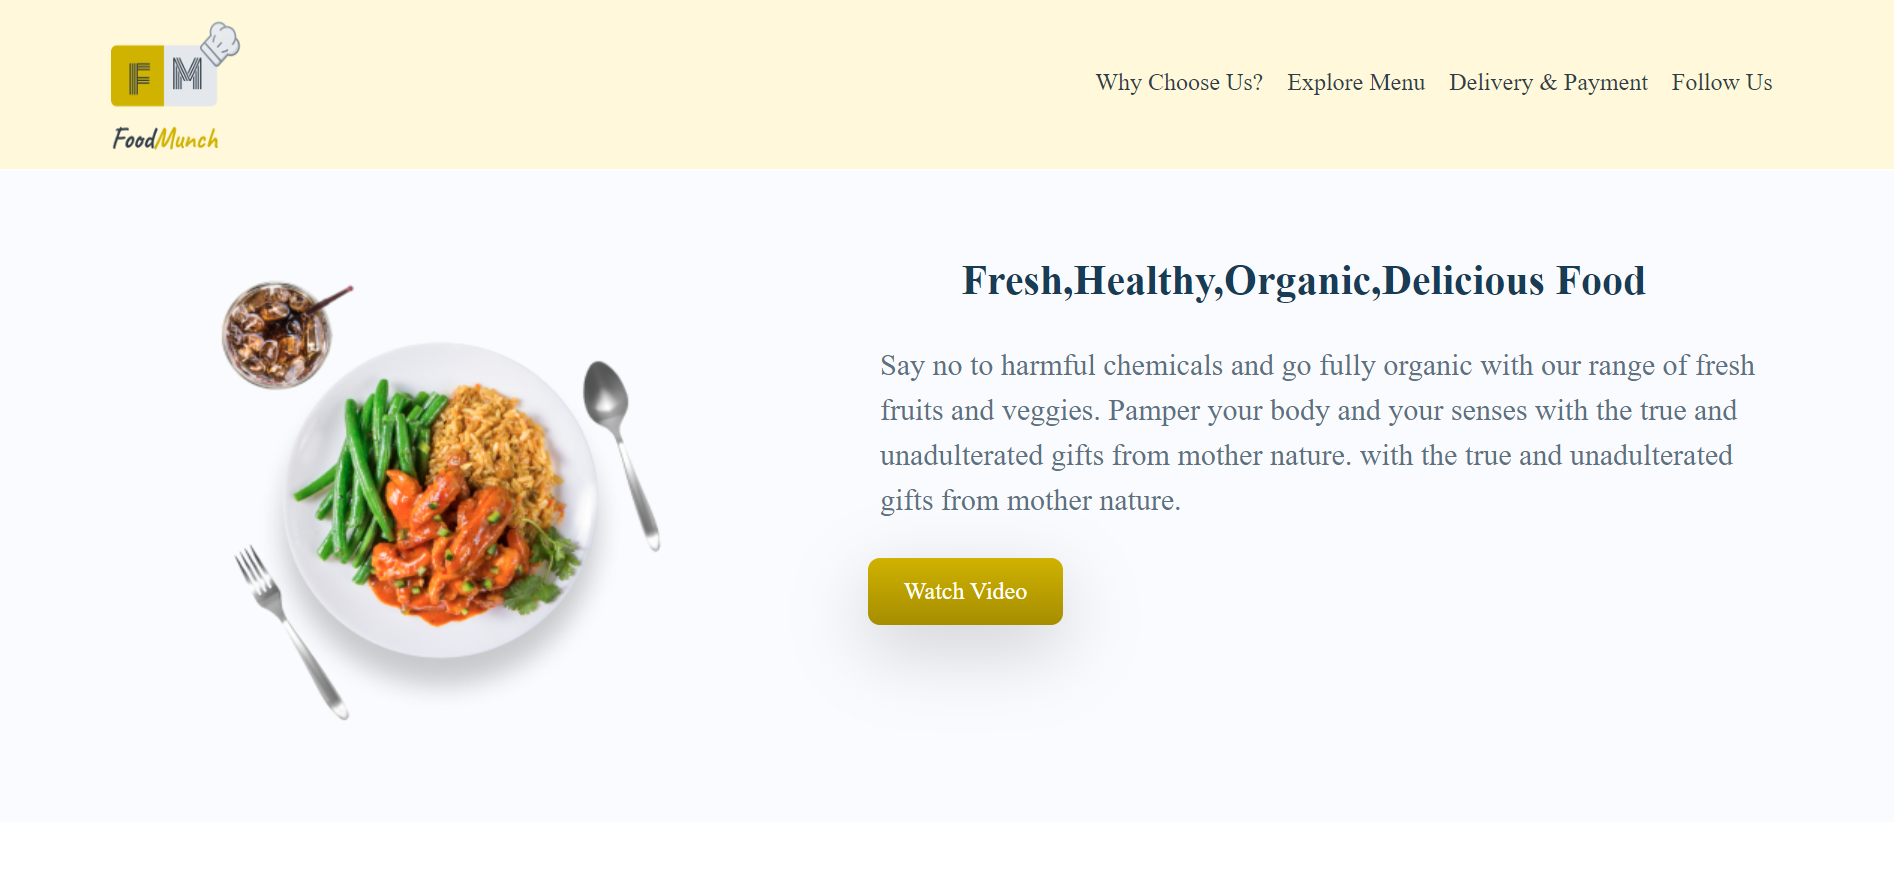 F M
FoodMunch
Why Choose Us? Explore Menu Delivery & Payment Follow Us
Fresh,Healthy,Organic,Delicious Food
Say no to harmful chemicals and go fully organic with our range of fresh
fruits and veggies. Pamper your body and your senses with the true and
unadulterated gifts from mother nature. with the true and unadulterated
gifts from mother nature.
Watch Video